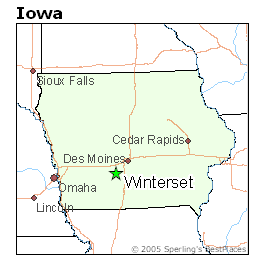 Iowa
Sioux Falls
Cedar Rapids
Des Moines
Winterset
Omaha
Lincoln
© 2005 Sperling's BestPlaces